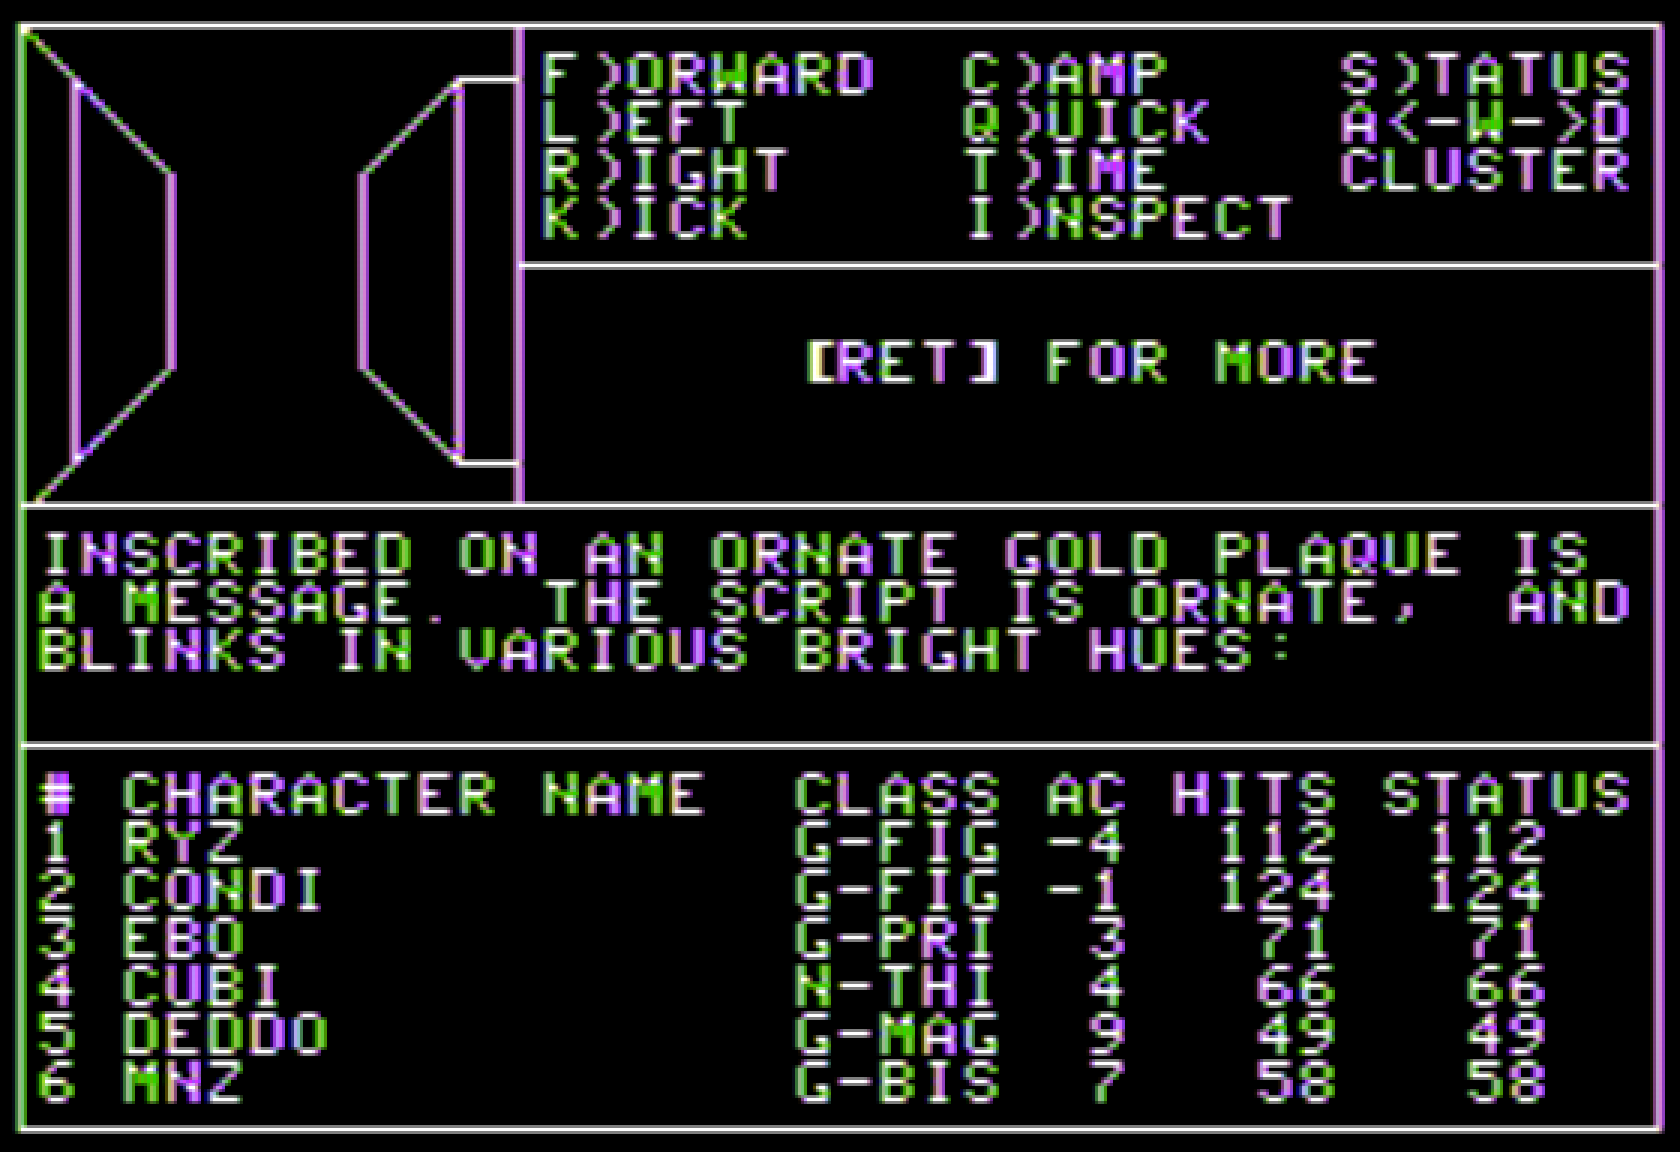 F)ORWARD C)AMP S)TATUS
L)EFT Q)UICK A<-W->D
R)IGHT T)IME CLUSTER
K)ICK I)NSPECT
[RET] FOR MORE
INSCRIBED ON AN ORNATE GOLD PLAQUE IS
A MESSAGE. THE SCRIPT IS ORNATE, AND
BLINKS IN VARIOUS BRIGHT HUES:
# CHARACTER NAME CLASS AC HITS STATUS
1 RYZ G-FIG -4 112 112
2 CONDI G-FIG -1 124 124
3 EBO G-PRI 3 71 71
4 CUBI N-THI 4 66 66
5 DEDDO G-MAG 9 49 49
6 MNZ G-BIS 7 58 58